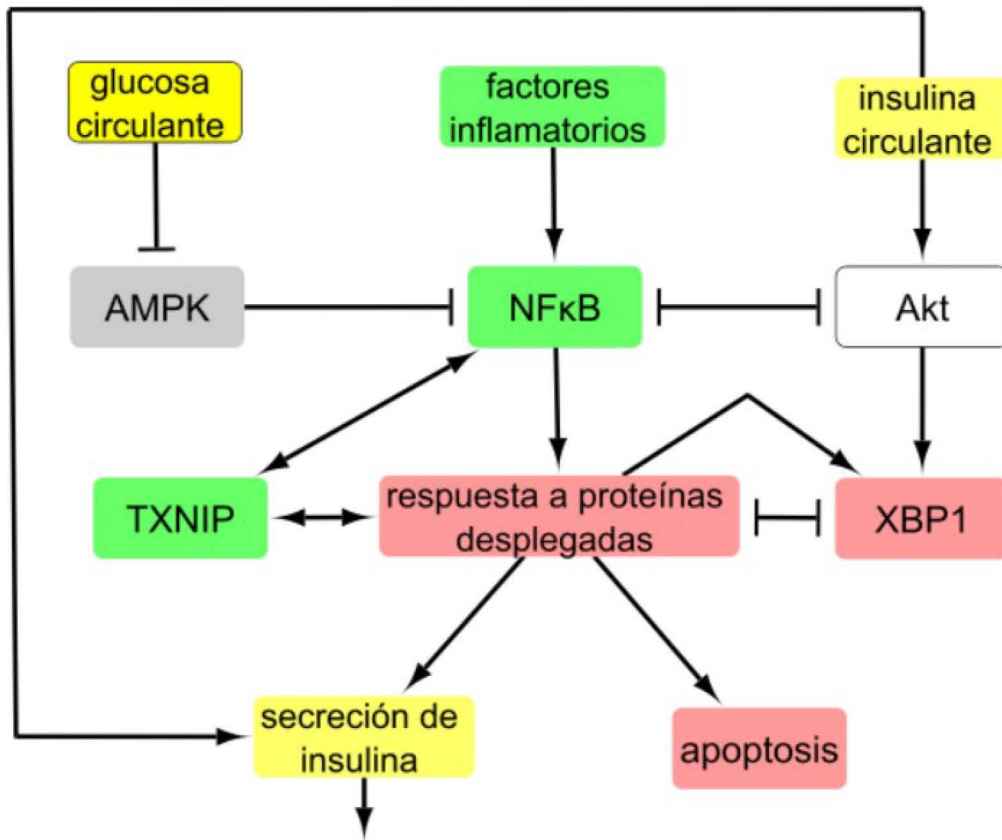 glucosa
circulante
factores
inflamatorios
insulina
circulante
AMPK
NFκB
Akt
TXNIP
respuesta a proteínas
desplegadas
XBP1
secreción de
insulina
apoptosis